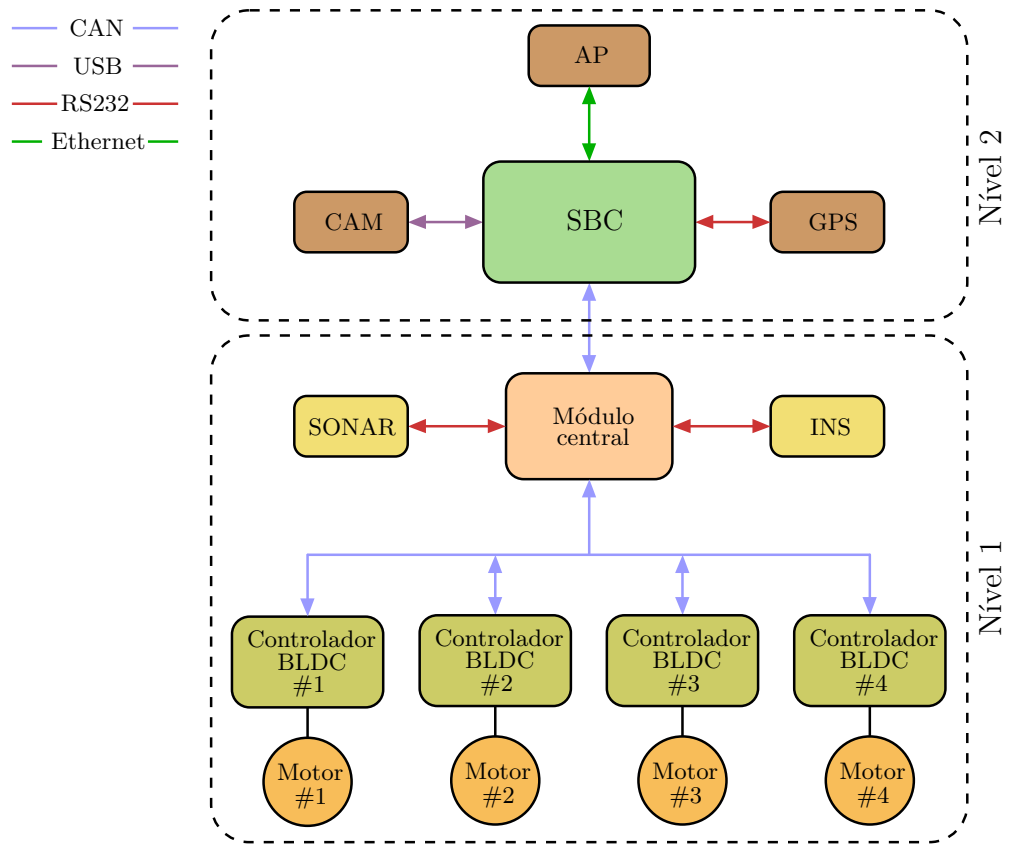 CAN
USB
RS232
Ethernet
AP
CAM
SBC
GPS
Nível 2
SONAR
Módulo
central
INS
Nível 1
Controlador
BLDC
#1
Controlador
BLDC
#2
Controlador
BLDC
#3
Controlador
BLDC
#4
Motor
#1
Motor
#2
Motor
#3
Motor
#4